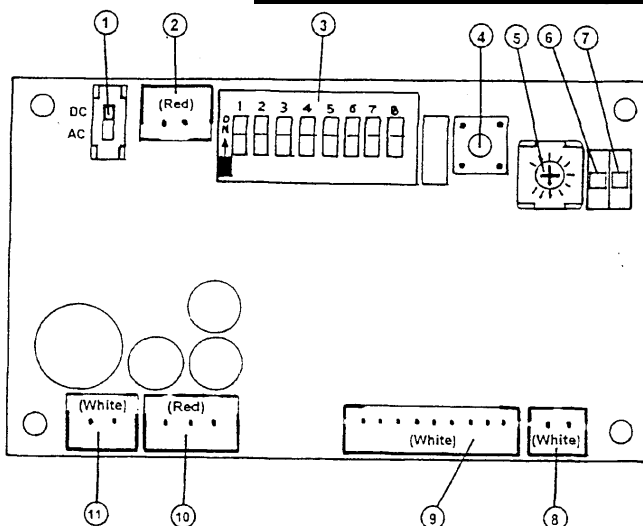 1 2 3 4 5 6 7
(Red)
1 2 3 4 5 6 7 8
DC
AC
ON
(White)
(Red)
(White)
(White)
11 10 9 8